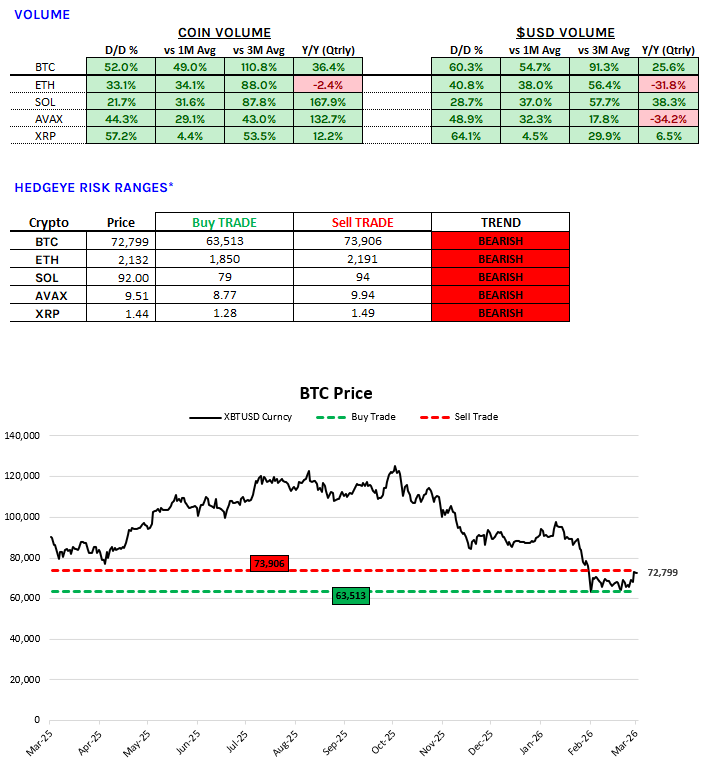 VOLUME
COIN VOLUME $USD VOLUME
D/D % vs 1M Avg vs 3M Avg Y/Y (Qtrly) D/D % vs 1M Avg vs 3M Avg Y/Y (Qtrly)
BTC 52.0% 49.0% 110.8% 36.4% 60.3% 54.7% 91.3% 25.6%
ETH 33.1% 34.1% 88.0% -2.4% 40.8% 38.0% 56.4% -31.8%
SOL 21.7% 31.6% 87.8% 167.9% 28.7% 37.0% 57.7% 38.3%
AVAX 44.3% 29.1% 43.0% 132.7% 48.9% 32.3% 17.8% -34.2%
XRP 57.2% 4.4% 53.5% 12.2% 64.1% 4.5% 29.9% 6.5%
HEDGEYE RISK RANGES*
Crypto Price Buy TRADE Sell TRADE TREND
BTC 72,799 63,513 73,906 BEARISH
ETH 2,132 1,850 2,191 BEARISH
SOL 92.00 79 94 BEARISH
AVAX 9.51 8.77 9.94 BEARISH
XRP 1.44 1.28 1.49 BEARISH
BTC Price
XBTUSD Curncy Buy Trade Sell Trade
140,000
120,000
100,000
80,000
73,906
72,799
60,000
63,513
40,000
20,000
0
Mar-25 Apr-25 May-25 Jun-25 Jul-25 Aug-25 Sep-25 Oct-25 Nov-25 Dec-25 Jan-26 Feb-26 Mar-26